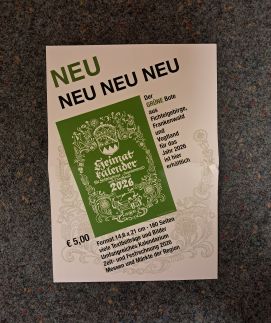 NEU
NEU NEU NEU
Der
GRÜNE Bote
aus
Fichtelgebirge,
Frankenwald
und
Vogtland
für das
Jahr 2026
ist hier
erhältlich
Heimat
kalender
2026
€ 5,00
Format 14,8 x 21 cm - 160 Seiten
viele Textbeiträge und Bilder
Umfangreiches Kalendarium
Zeit- und Festrechnung 2026
Messen und Märkte der Region